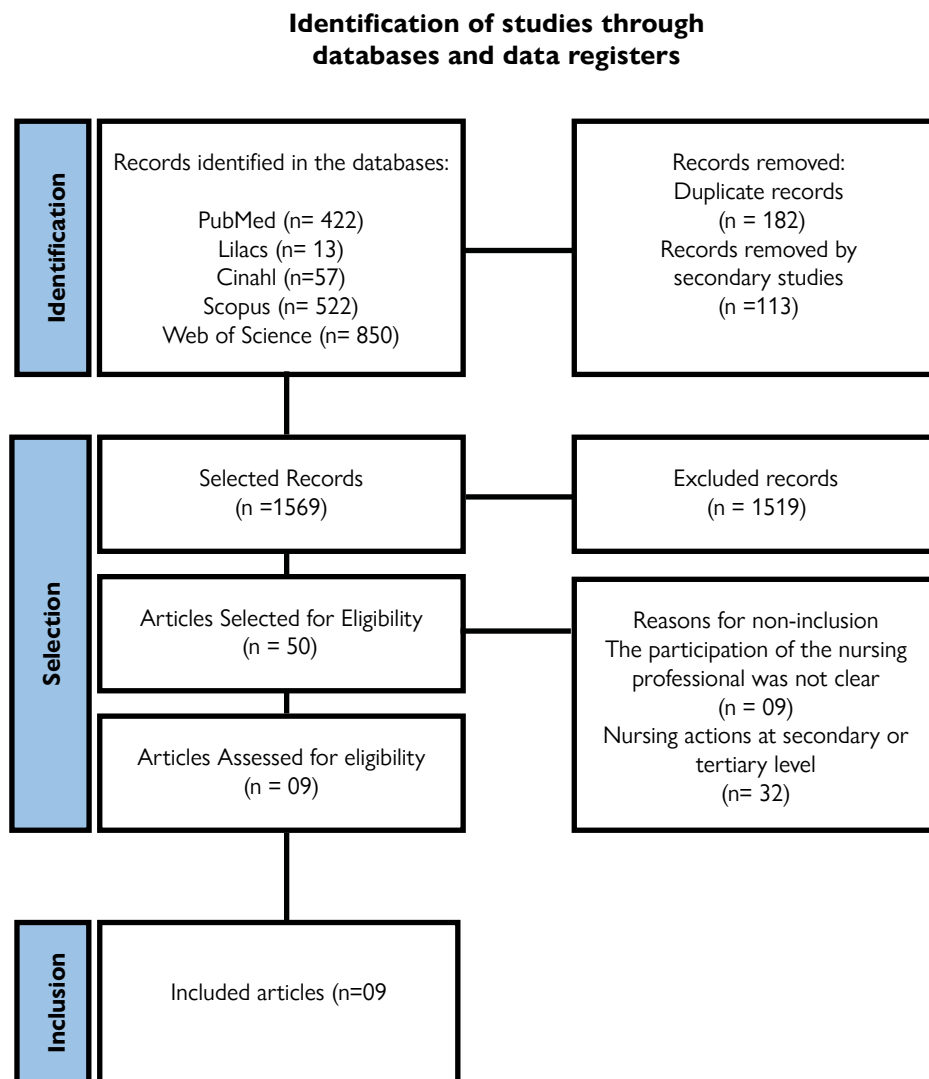 Identification of studies through
databases and data registers
Identification
Records identified in the databases:
PubMed (n= 422)
Lilacs (n= 13)
Cinahl (n=57)
Scopus (n= 522)
Web of Science (n= 850)
Records removed:
Duplicate records
(n = 182)
Records removed by
secondary studies
(n =113)
Selection
Selected Records
(n =1569)
Excluded records
(n = 1519)
Articles Selected for Eligibility
(n = 50)
Reasons for non-inclusion
The participation of the nursing
professional was not clear
(n = 09)
Nursing actions at secondary or
tertiary level
(n= 32)
Articles Assessed for eligibility
(n = 09)
Inclusion
Included articles (n=09